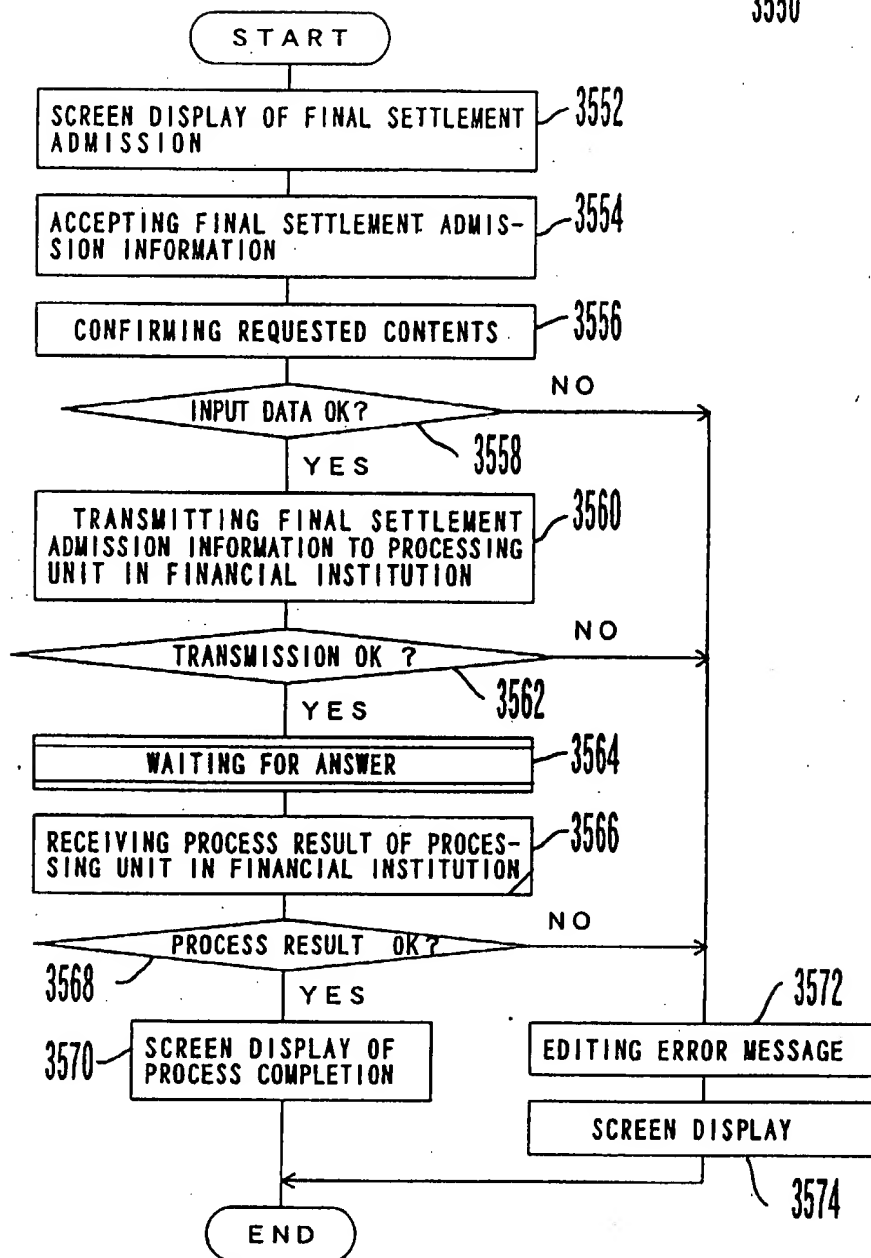 3550
START
SCREEN DISPLAY OF FINAL SETTLEMENT
ADMISSION
3552
ACCEPTING FINAL SETTLEMENT ADMIS-
SION INFORMATION
3554
CONFIRMING REQUESTED CONTENTS
3556
INPUT DATA OK?
NO
3558
YES
TRANSMITTING FINAL SETTLEMENT
ADMISSION INFORMATION TO PROCESSING
UNIT IN FINANCIAL INSTITUTION
3560
TRANSMISSION OK ?
NO
3562
YES
WAITING FOR ANSWER
3564
RECEIVING PROCESS RESULT OF PROCES-
SING UNIT IN FINANCIAL INSTITUTION
3566
PROCESS RESULT OK?
NO
3568
YES
3572
3570
SCREEN DISPLAY OF
PROCESS COMPLETION
EDITING ERROR MESSAGE
SCREEN DISPLAY
3574
END